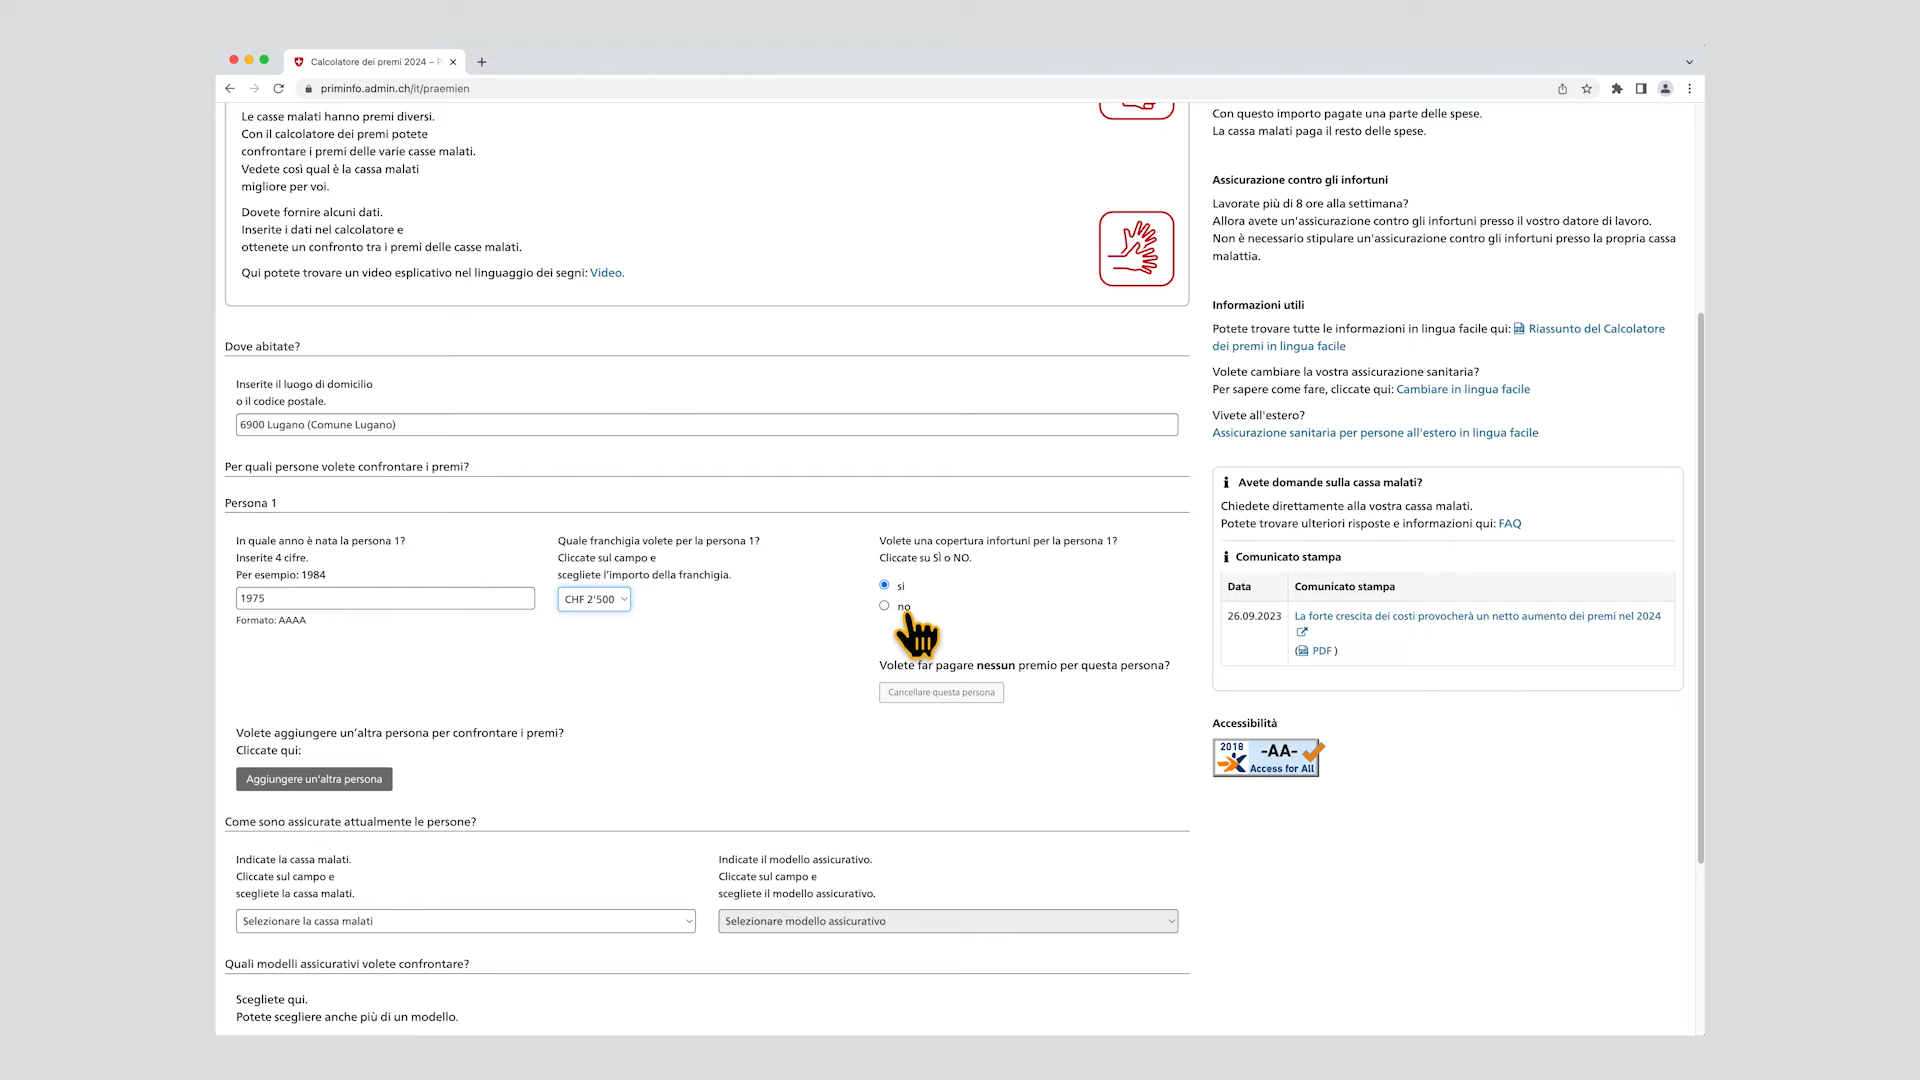 Calcolatore dei premi 2024 – P
priminfo.admin.ch/it/praemien
Le casse malati hanno premi diversi.
Con il calcolatore dei premi potete
confrontare i premi delle varie casse malati.
Vedete così qual è la cassa malati
migliore per voi.
Dovete fornire alcuni dati.
Inserite i dati nel calcolatore e
ottenete un confronto tra i premi delle casse malati.
Qui potete trovare un video esplicativo nel linguaggio dei segni: Video.
Dove abitate?
Inserite il luogo di domicilio
o il codice postale.
6900 Lugano (Comune Lugano)
Per quali persone volete confrontare i premi?
Persona 1
In quale anno è nata la persona 1?
Inserite 4 cifre.
Per esempio: 1984
1975
Formato: AAAA
Quale franchigia volete per la persona 1?
Cliccate sul campo e
scegliete l'importo della franchigia.
CHF 2'500
Volete una copertura infortuni per la persona 1?
Cliccate su SÌ o NO.
si
no
Volete far pagare nessun premio per questa persona?
Cancellare questa persona
Volete aggiungere un'altra persona per confrontare i premi?
Cliccate qui:
Aggiungere un'altra persona
Come sono assicurate attualmente le persone?
Indicate la cassa malati.
Cliccate sul campo e
scegliete la cassa malati.
Selezionare la cassa malati
Indicate il modello assicurativo.
Cliccate sul campo e
scegliete il modello assicurativo.
Selezionare modello assicurativo
Quali modelli assicurativi volete confrontare?
Scegliete qui.
Potete scegliere anche più di un modello.
Con questo importo pagate una parte delle spese.
La cassa malati paga il resto delle spese.
Assicurazione contro gli infortuni
Lavorate più di 8 ore alla settimana?
Allora avete un'assicurazione contro gli infortuni presso il vostro datore di lavoro.
Non è necessario stipulare un'assicurazione contro gli infortuni presso la propria cassa
malattia.
Informazioni utili
Potete trovare tutte le informazioni in lingua facile qui: Riassunto del Calcolatore
dei premi in lingua facile
Volete cambiare la vostra assicurazione sanitaria?
Per sapere come fare, cliccate qui: Cambiare in lingua facile
Vivete all'estero?
Assicurazione sanitaria per persone all'estero in lingua facile
Avete domande sulla cassa malati?
Chiedete direttamente alla vostra cassa malati.
Potete trovare ulteriori risposte e informazioni qui: FAQ
Comunicato stampa
Data Comunicato stampa
26.09.2023 La forte crescita dei costi provocherà un netto aumento dei premi nel 2024
( PDF )
Accessibilità
2018 -AA-
Access for All